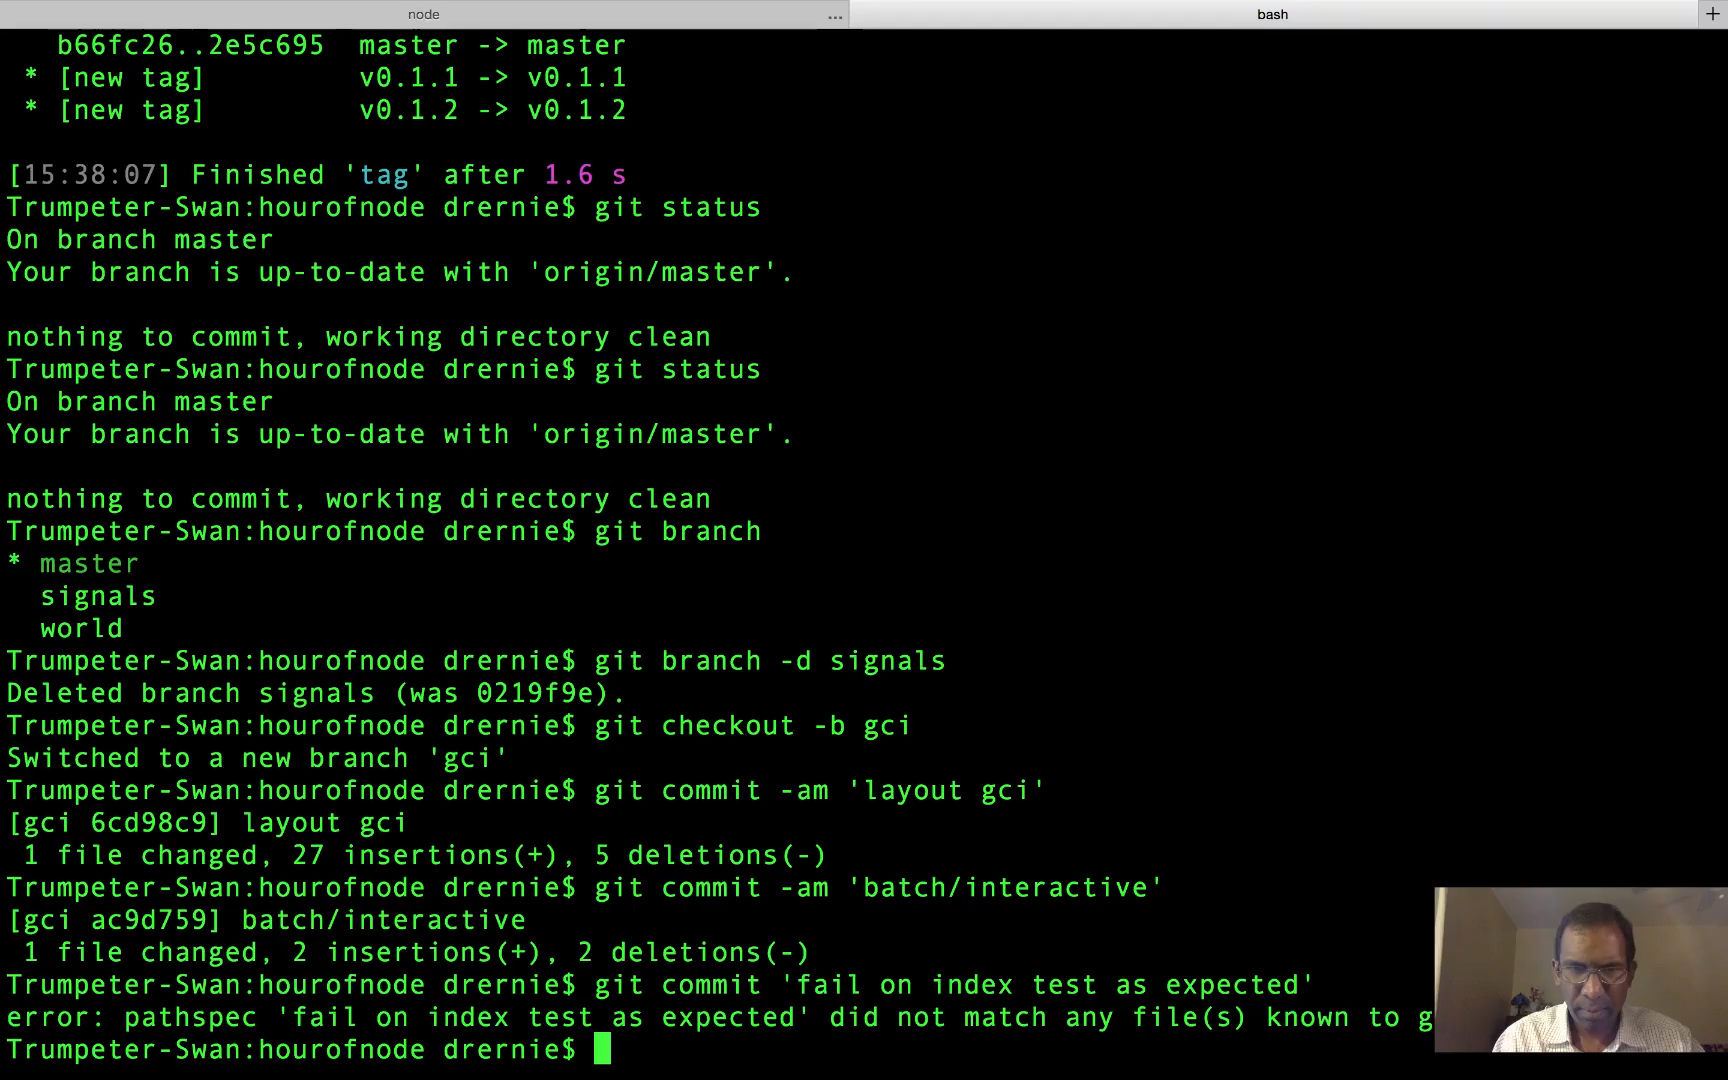 node
...
bash
+
b66fc26..2e5c695  master -> master
* [new tag]         v0.1.1 -> v0.1.1
* [new tag]         v0.1.2 -> v0.1.2
[15:38:07] Finished 'tag' after 1.6 s
Trumpeter-Swan:hourofnode drernie$ git status
On branch master
Your branch is up-to-date with 'origin/master'.
nothing to commit, working directory clean
Trumpeter-Swan:hourofnode drernie$ git status
On branch master
Your branch is up-to-date with 'origin/master'.
nothing to commit, working directory clean
Trumpeter-Swan:hourofnode drernie$ git branch
* master
signals
world
Trumpeter-Swan:hourofnode drernie$ git branch -d signals
Deleted branch signals (was 0219f9e).
Trumpeter-Swan:hourofnode drernie$ git checkout -b gci
Switched to a new branch 'gci'
Trumpeter-Swan:hourofnode drernie$ git commit -am 'layout gci'
[gci 6cd98c9] layout gci
1 file changed, 27 insertions(+), 5 deletions(-)
Trumpeter-Swan:hourofnode drernie$ git commit -am 'batch/interactive'
[gci ac9d759] batch/interactive
1 file changed, 2 insertions(+), 2 deletions(-)
Trumpeter-Swan:hourofnode drernie$ git commit 'fail on index test as expected'
error: pathspec 'fail on index test as expected' did not match any file(s) known to g
Trumpeter-Swan:hourofnode drernie$